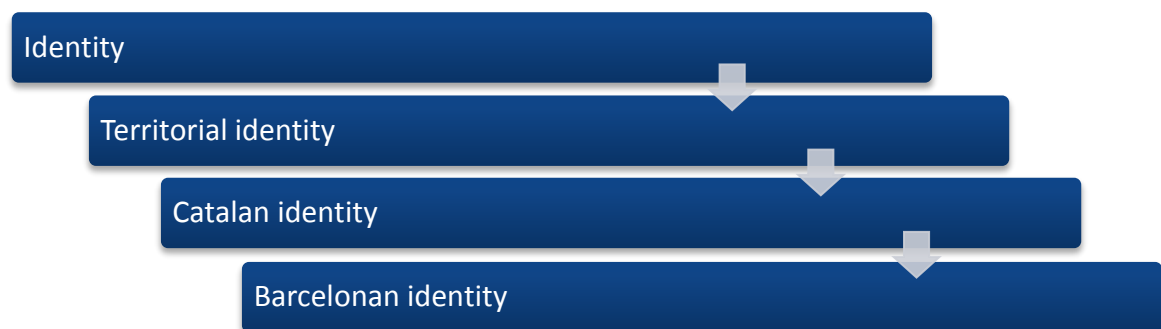 Identity
Territorial identity
Catalan identity
Barcelonan identity